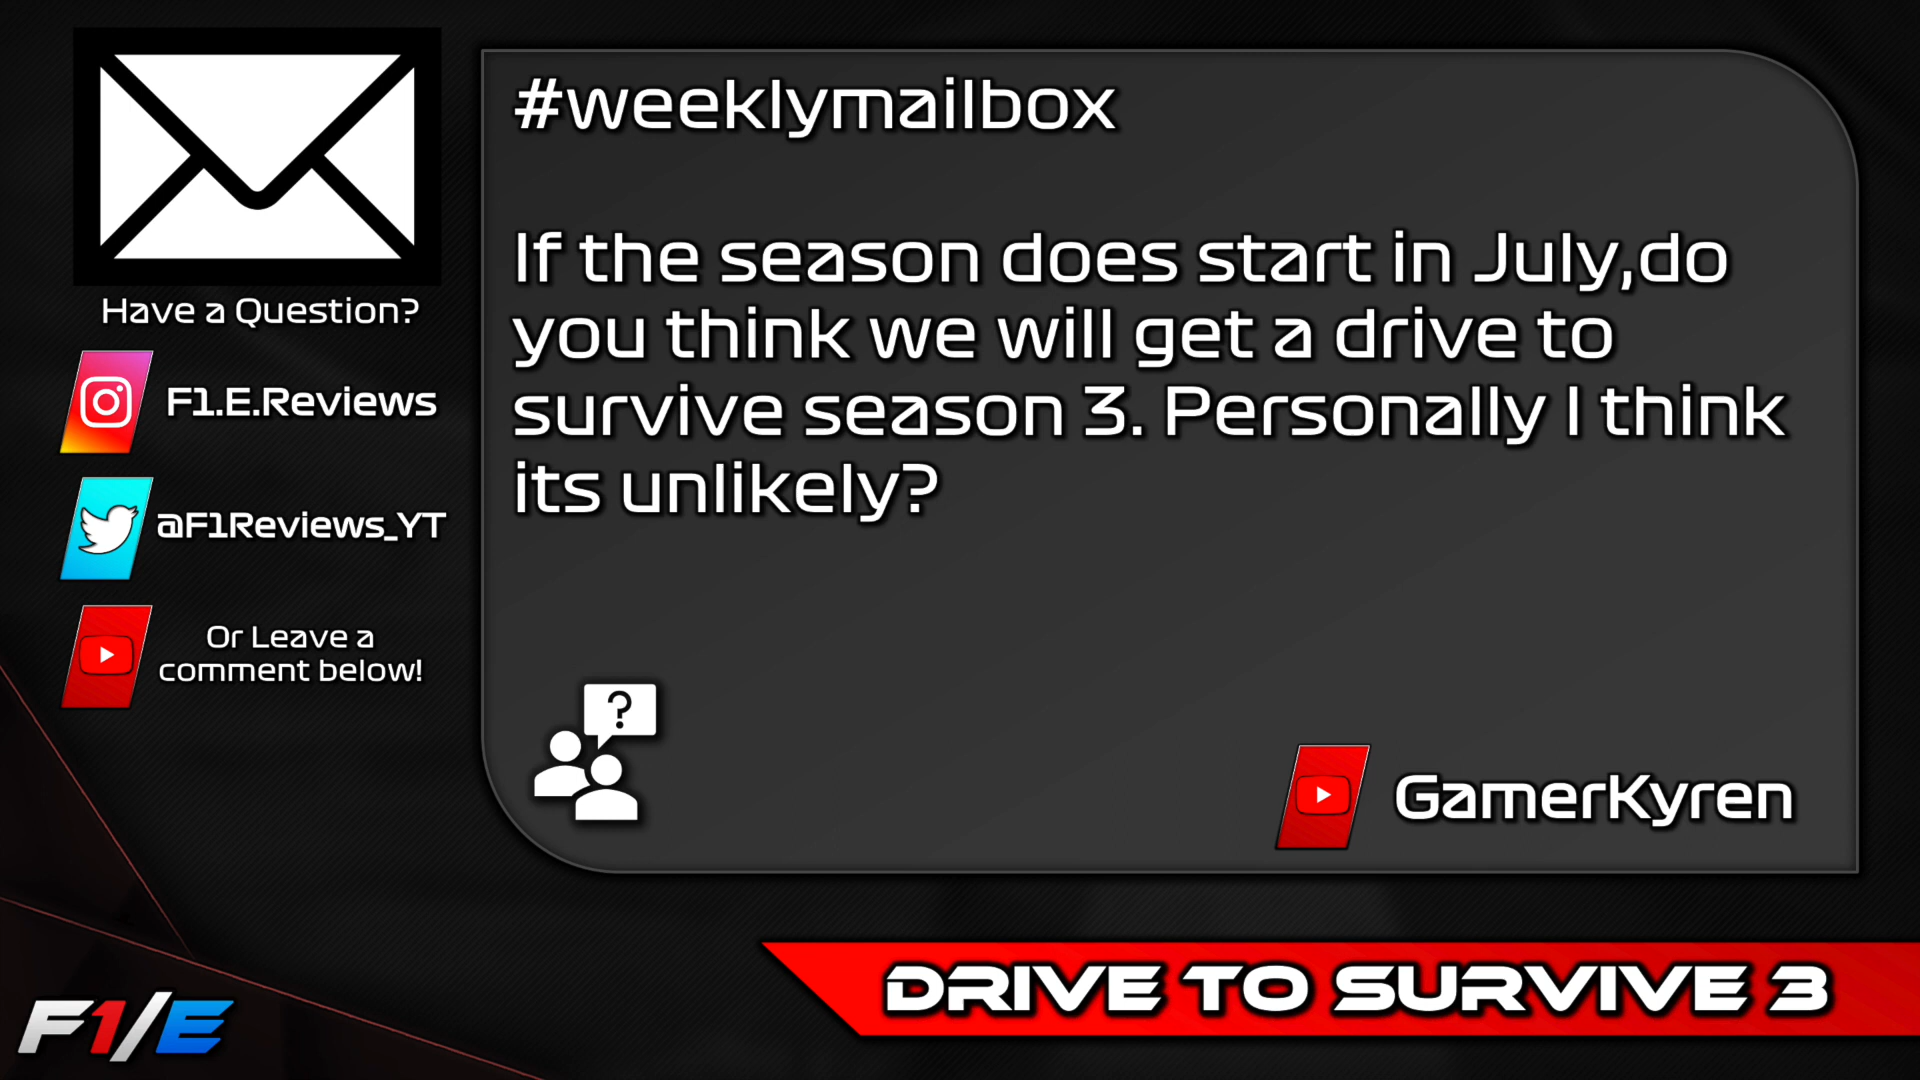 Have a Question?
F1.E.Reviews
@F1Reviews_YT
Or Leave a
comment below!
#weeklymailbox
If the season does start in July,do
you think we will get a drive to
survive season 3. Personally I think
its unlikely?
?
GamerKyren
DRIVE TO SURVIVE 3
F1/E